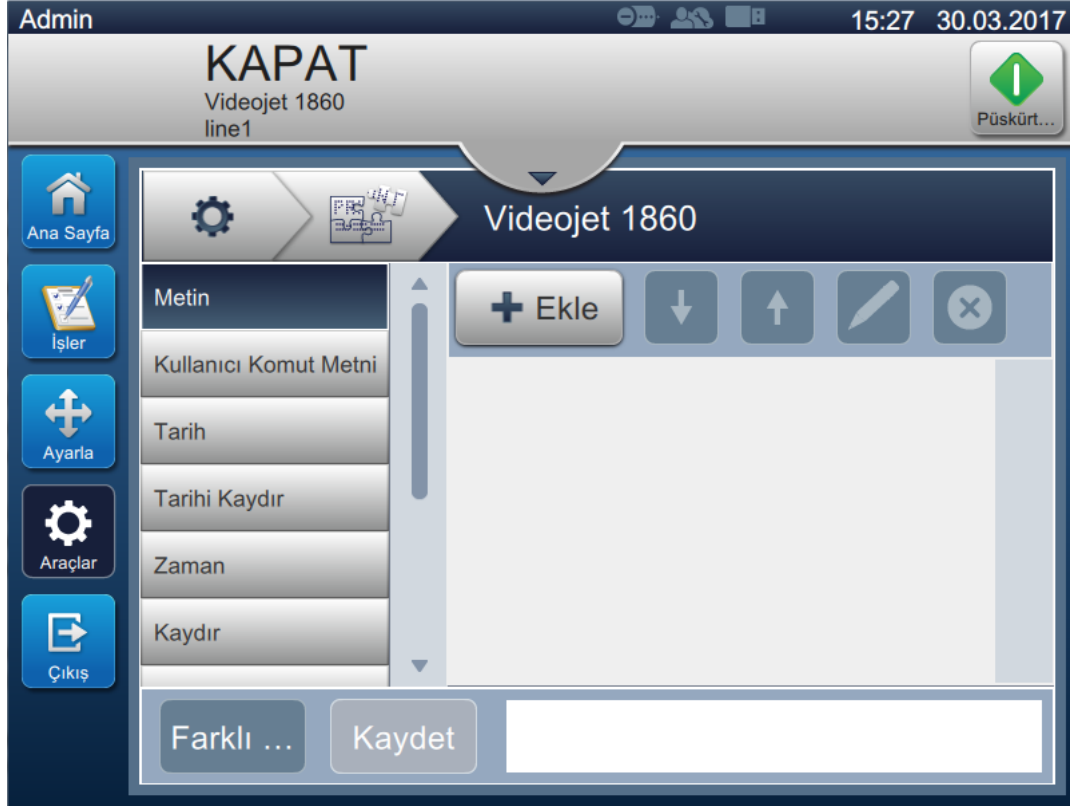 Admin
15:27 30.03.2017
KAPAT
Videojet 1860
line1
Püskürt...
Ana Sayfa
Videojet 1860
Metin
Ekle
İşler
Kullanıcı Komut Metni
Tarih
Ayarla
Tarihi Kaydır
Araçlar
Zaman
Kaydır
Çıkış
Farklı ...
Kaydet